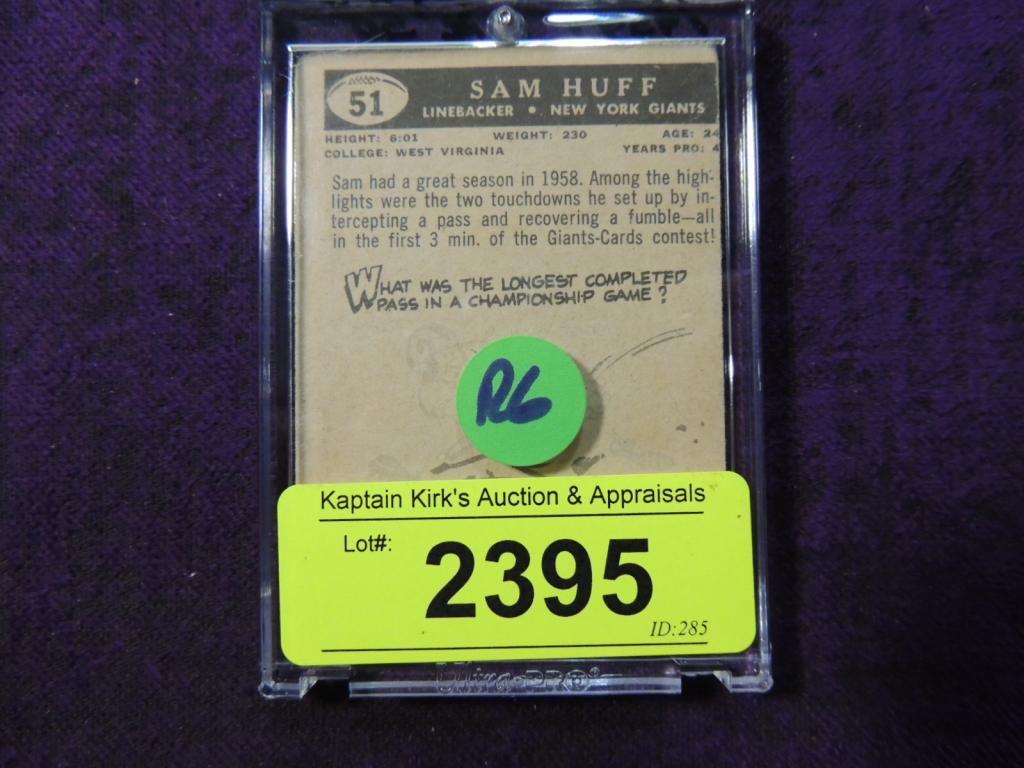 51
SAM HUFF
LINEBACKER • NEW YORK GIANTS
HEIGHT: 6:01 WEIGHT: 230 AGE: 24
COLLEGE: WEST VIRGINIA YEARS PRO: 4
Sam had a great season in 1958. Among the high-
lights were the two touchdowns he set up by in-
tercepting a pass and recovering a fumble—all
in the first 3 min. of the Giants-Cards contest!
WHAT WAS THE LONGEST COMPLETED
PASS IN A CHAMPIONSHIP GAME?
R6
Kaptain Kirk's Auction & Appraisals
Lot#:
2395
ID:285
Ultra-PRO®